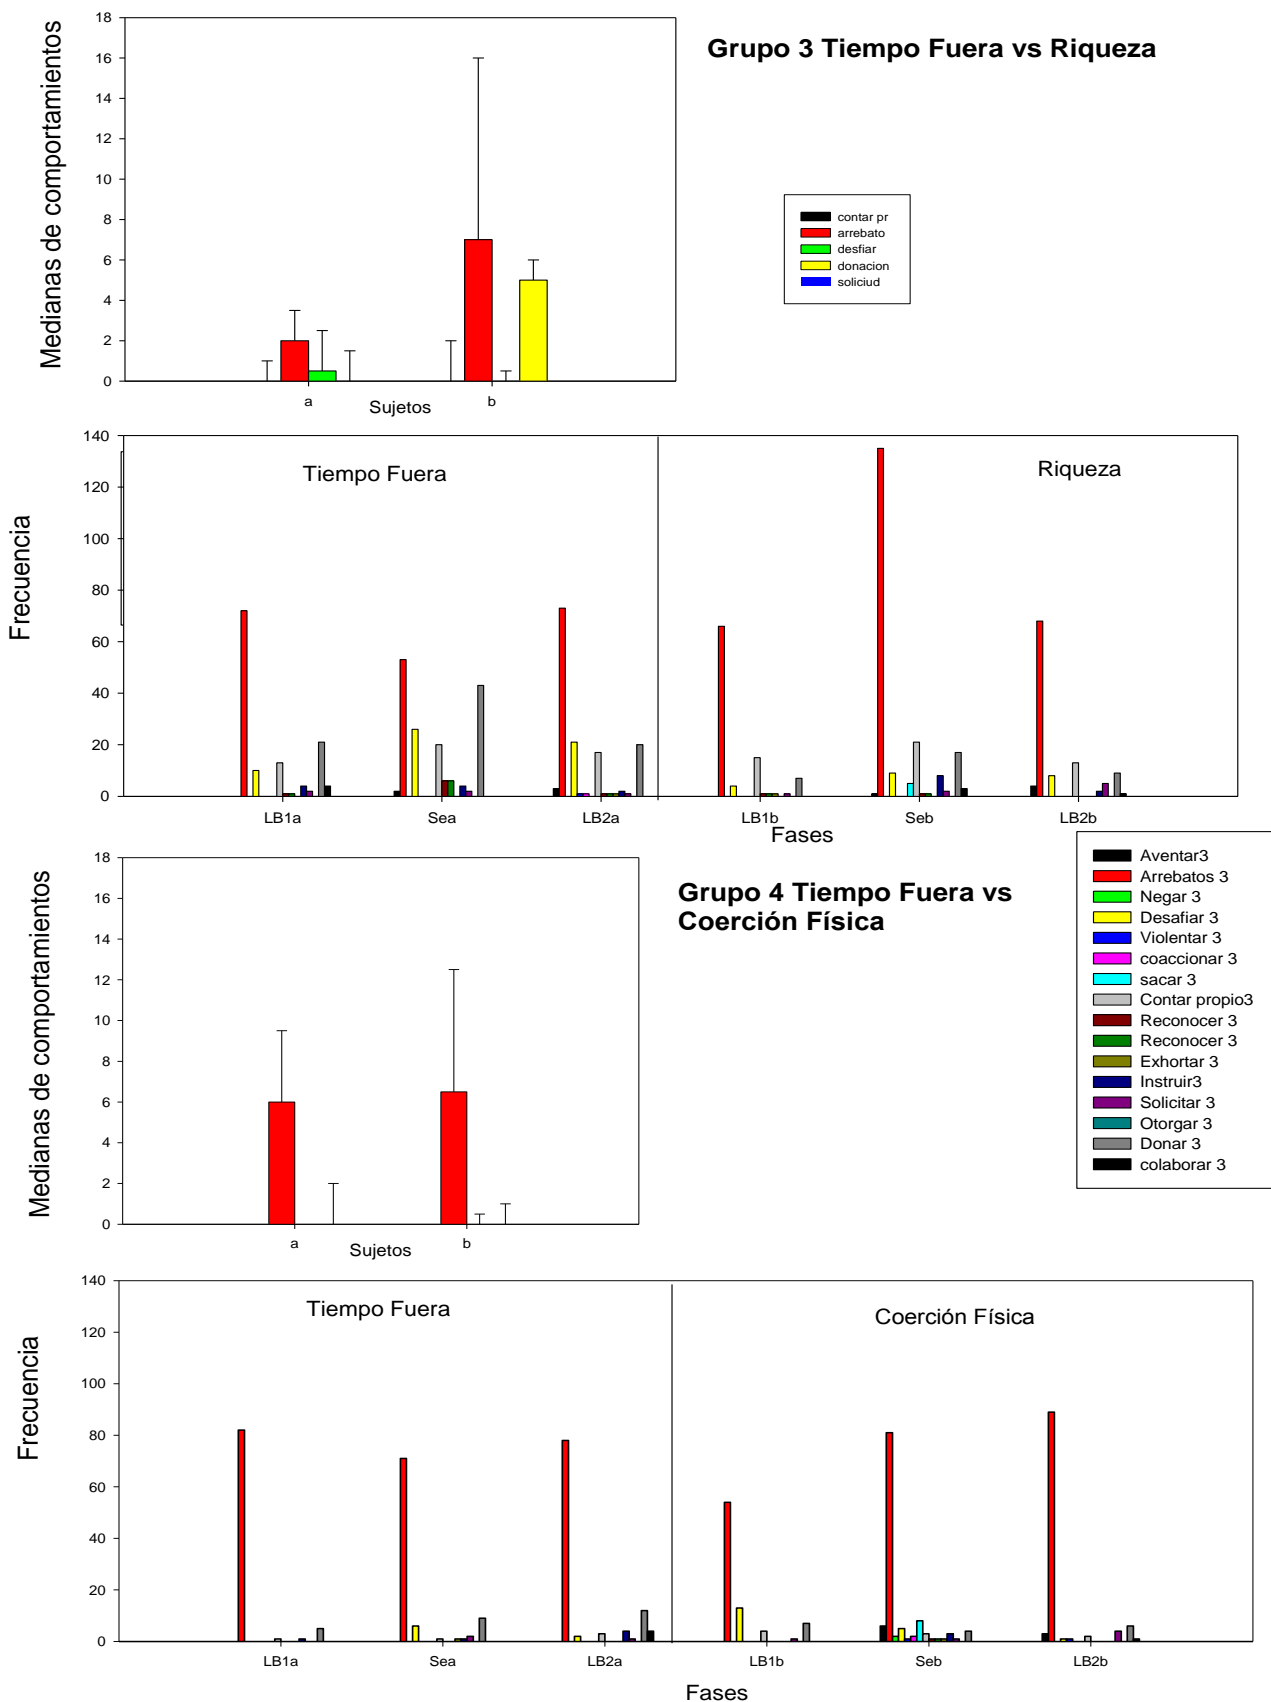 Grupo 3 Tiempo Fuera vs Riqueza
Medianas de comportamientos
18
16
14
12
10
8
6
4
2
0
a
b
Sujetos
contar pr
arrebato
desfiar
donacion
soliciud
Frecuencia
140
120
100
80
60
40
20
0
Tiempo Fuera
Riqueza
LB1a
Sea
LB2a
LB1b
Seb
LB2b
Fases
Grupo 4 Tiempo Fuera vs
Coerción Física
Medianas de comportamientos
18
16
14
12
10
8
6
4
2
0
a
b
Sujetos
Aventar3
Arrebatos 3
Negar 3
Desafiar 3
Violentar 3
coaccionar 3
sacar 3
Contar propio3
Reconocer 3
Reconocer 3
Exhortar 3
Instruir3
Solicitar 3
Otorgar 3
Donar 3
colaborar 3
Frecuencia
140
120
100
80
60
40
20
0
Tiempo Fuera
Coerción Física
LB1a
Sea
LB2a
LB1b
Seb
LB2b
Fases